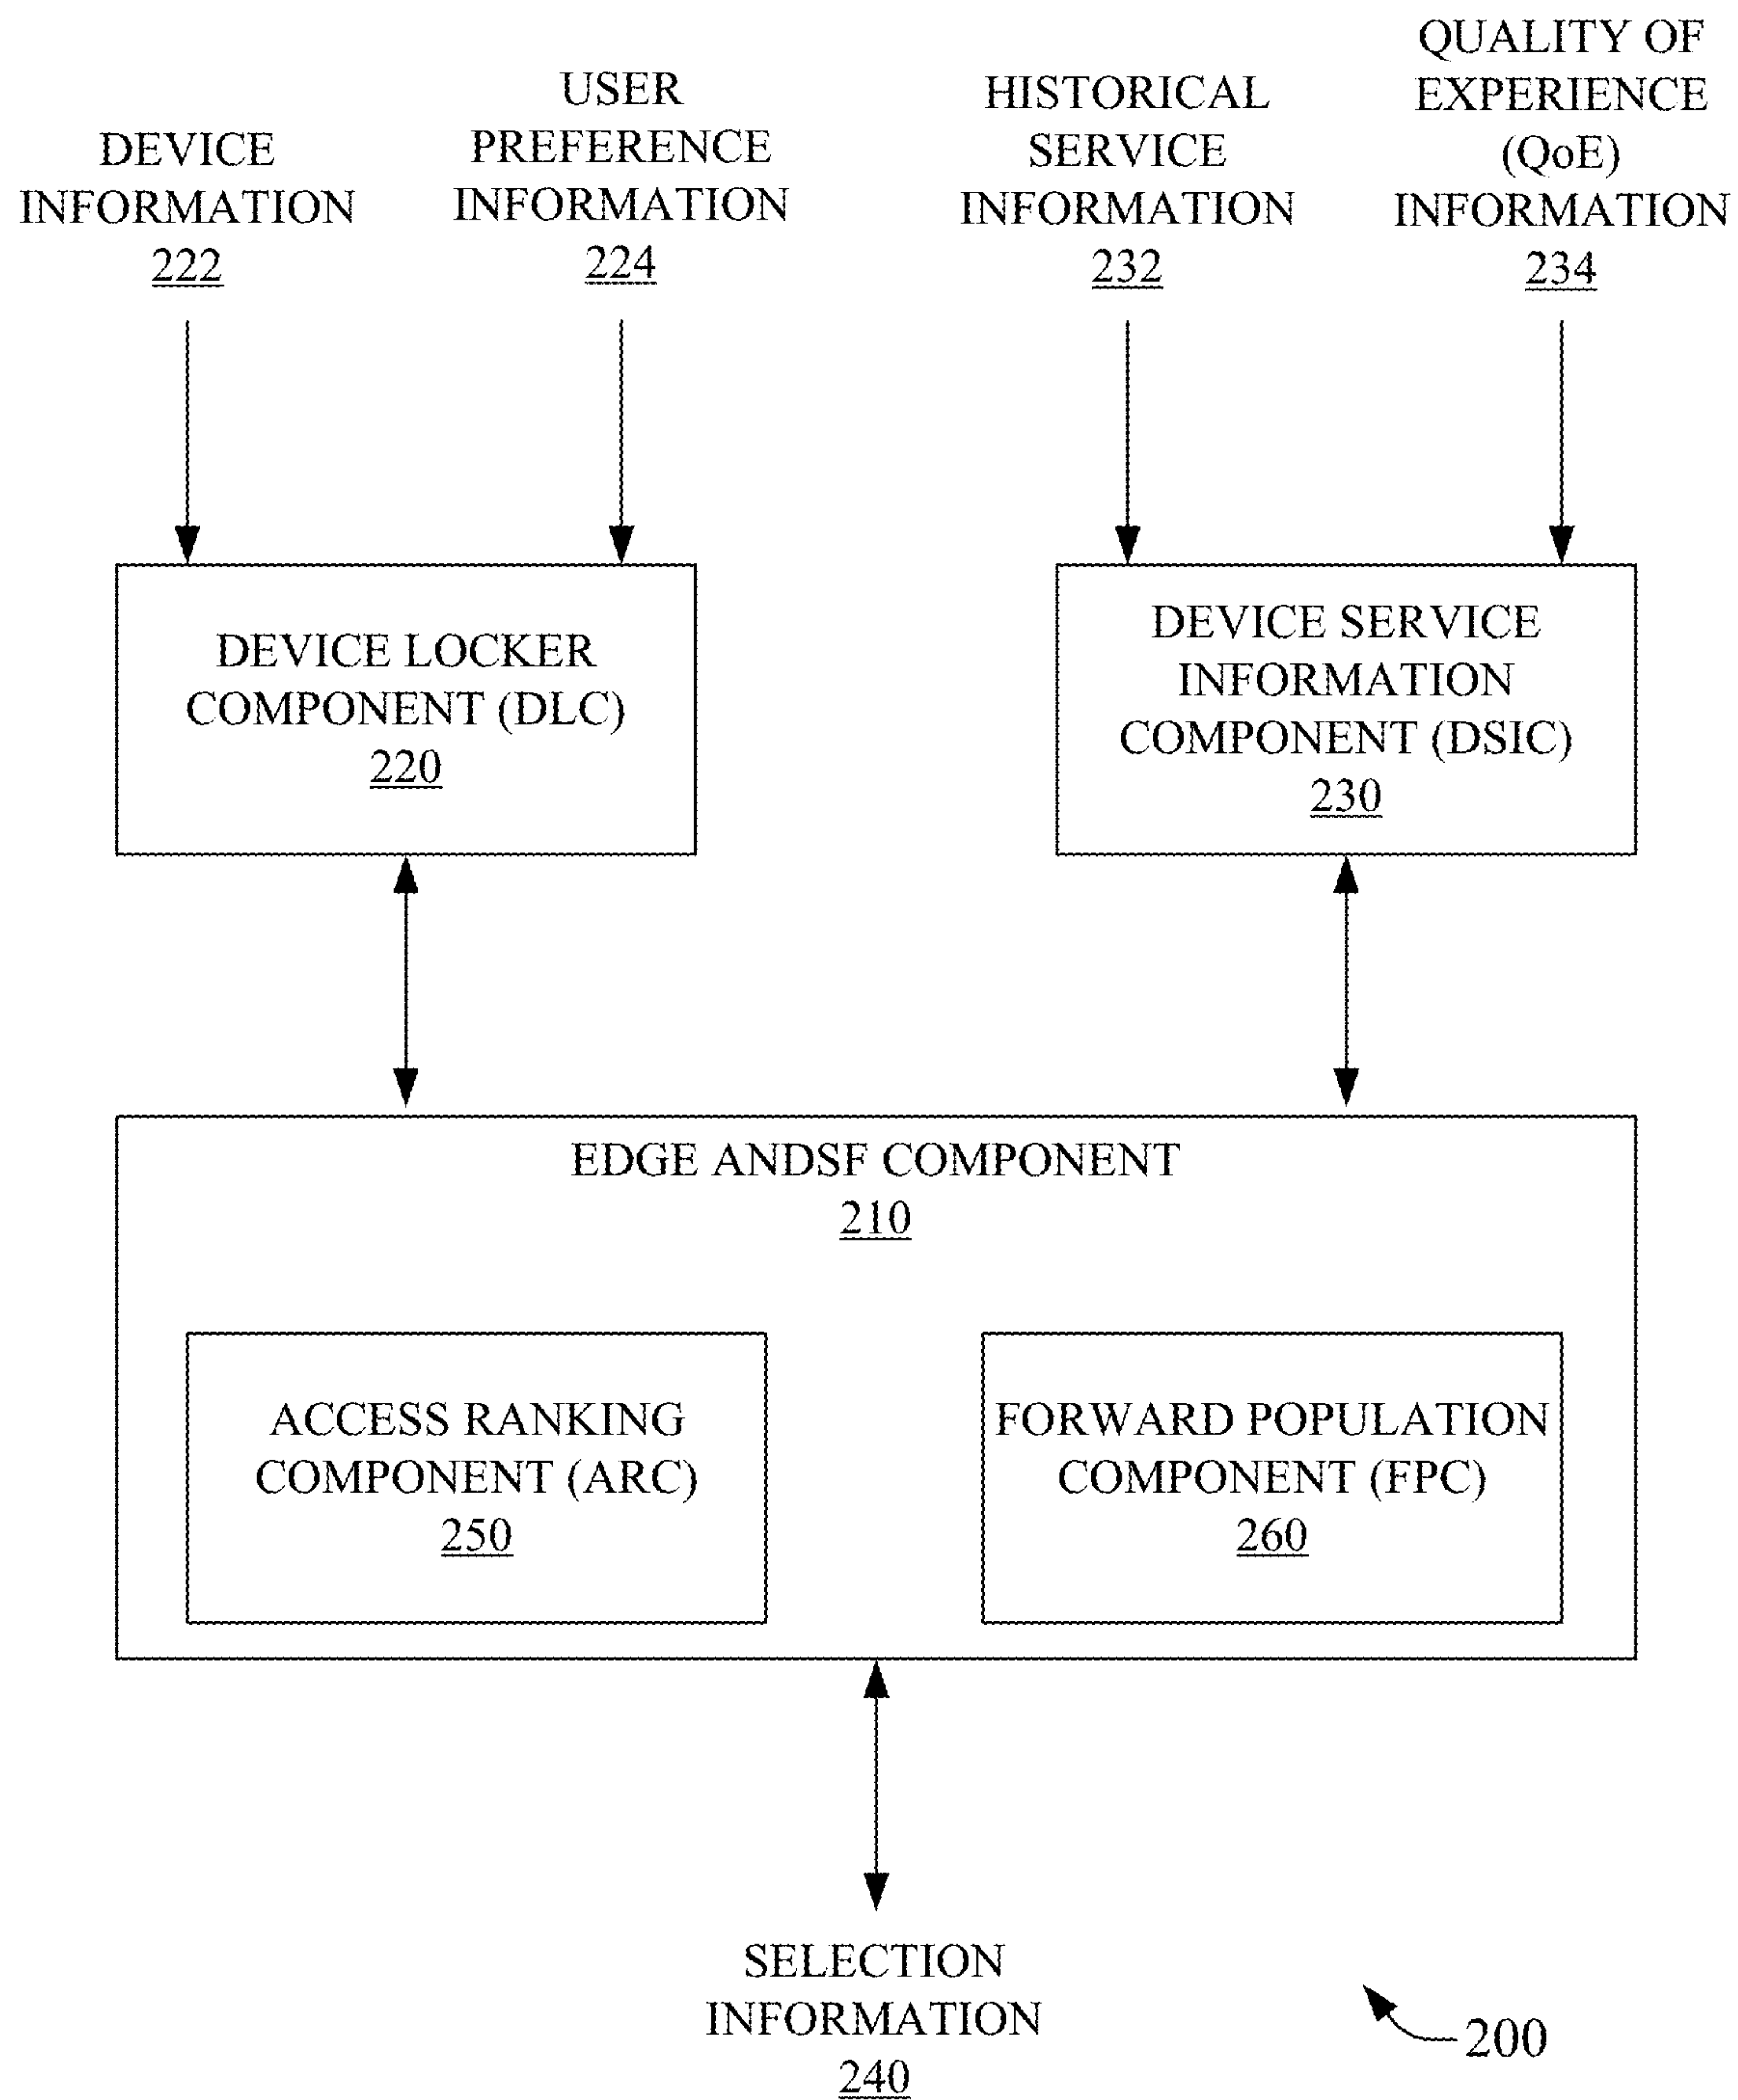 DEVICE
INFORMATION
222
USER
PREFERENCE
INFORMATION
224
HISTORICAL
SERVICE
INFORMATION
232
QUALITY OF
EXPERIENCE
(QoE)
INFORMATION
234
DEVICE LOCKER
COMPONENT (DLC)
220
DEVICE SERVICE
INFORMATION
COMPONENT (DSIC)
230
EDGE ANDSF COMPONENT
210
ACCESS RANKING
COMPONENT (ARC)
250
FORWARD POPULATION
COMPONENT (FPC)
260
SELECTION
INFORMATION
240
200